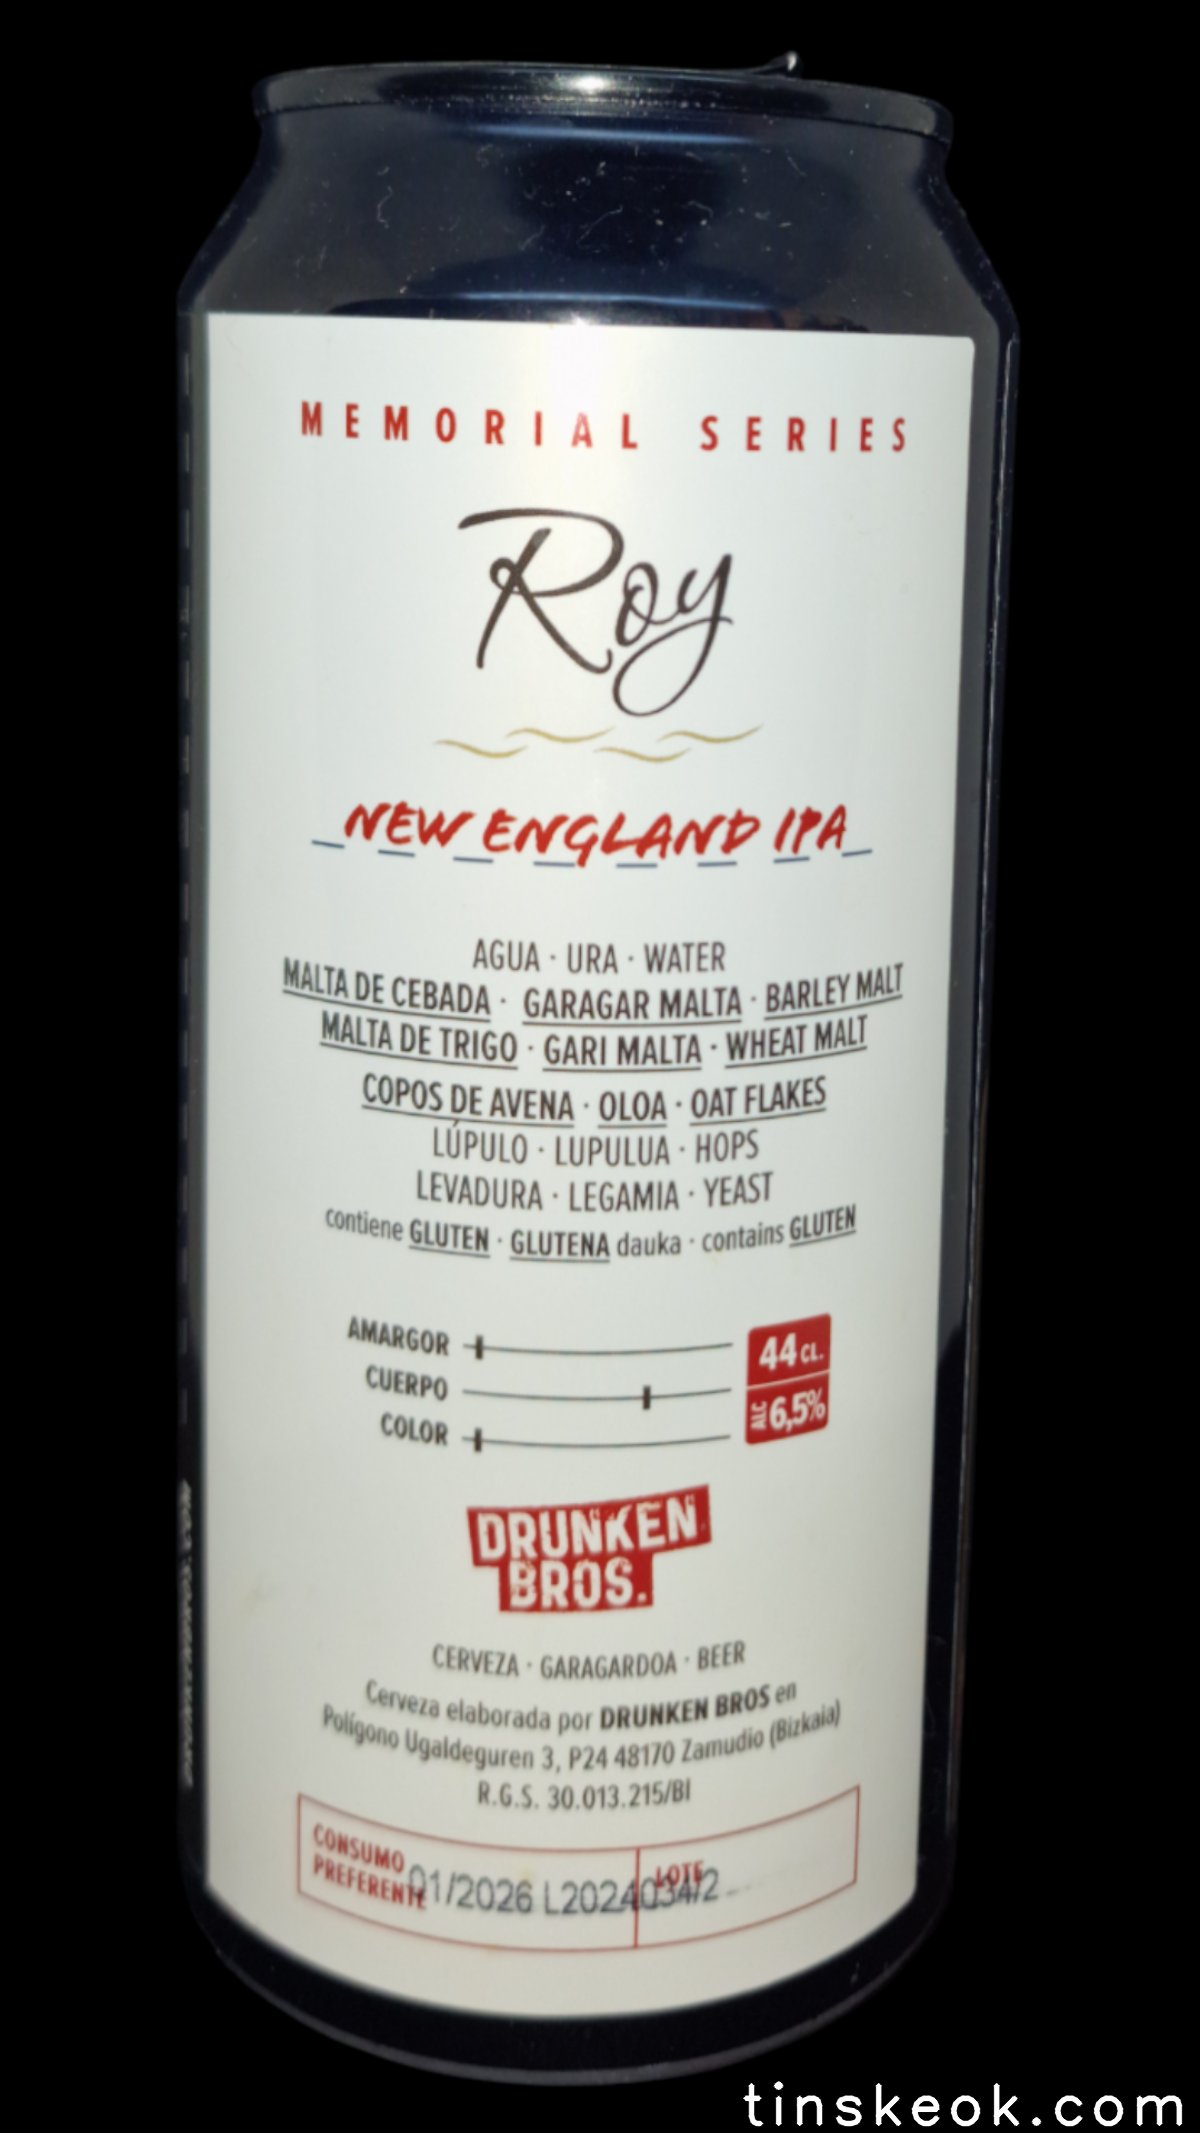 MEMORIAL SERIES
Roy
NEW ENGLAND IPA
AGUA · URA · WATER
MALTA DE CEBADA · GARAGAR MALTA · BARLEY MALT
MALTA DE TRIGO · GARI MALTA · WHEAT MALT
COPOS DE AVENA · OLOA · OAT FLAKES
LÚPULO · LUPULUA · HOPS
LEVADURA · LEGAMIA · YEAST
contiene GLUTEN · GLUTENA dauka · contains GLUTEN
AMARGOR
CUERPO
COLOR
44 CL.
ALC 6,5%
DRUNKEN
BROS.
CERVEZA · GARAGARDOA · BEER
Cerveza elaborada por DRUNKEN BROS en
Polígono Ugaldeguren 3, P24 48170 Zamudio (Bizkaia)
R.G.S. 30.013.215/BI
CONSUMO
PREFERENTE
LOTE
01/2026 L2024034/2
tinskeok.com